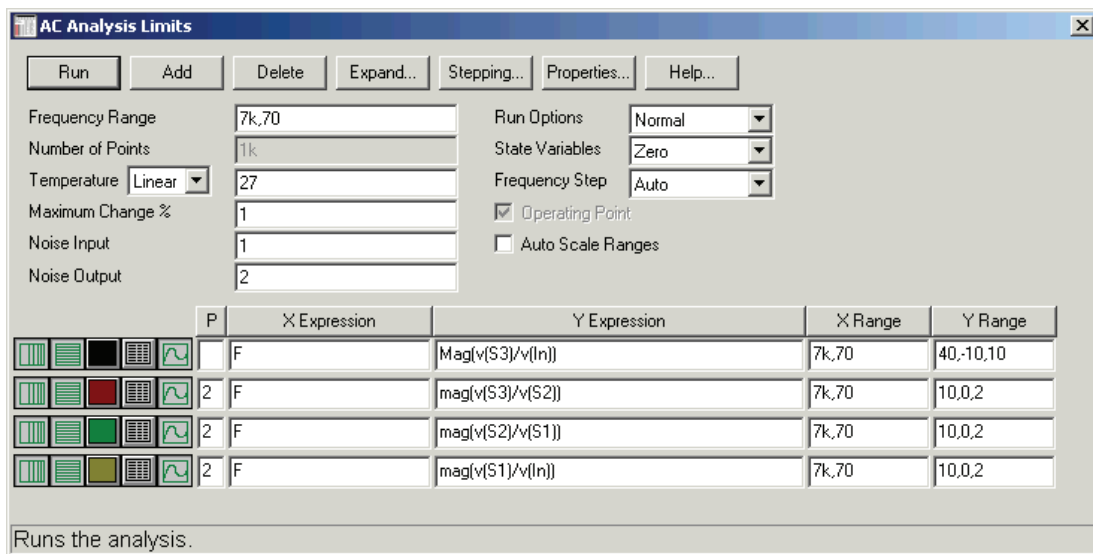 AC Analysis Limits
Run Add Delete Expand... Stepping... Properties... Help...
Frequency Range 7k,70 Run Options Normal
Number of Points 1k State Variables Zero
Temperature Linear 27 Frequency Step Auto
Maximum Change % 1 Operating Point
Noise Input 1 Auto Scale Ranges
Noise Output 2
P X Expression Y Expression X Range Y Range
F Mag(v(S3)/v(In)) 7k,70 40,-10,10
2 F mag(v(S3)/v(S2)) 7k,70 10,0,2
2 F mag(v(S2)/v(S1)) 7k,70 10,0,2
2 F mag(v(S1)/v(In)) 7k,70 10,0,2
Runs the analysis.